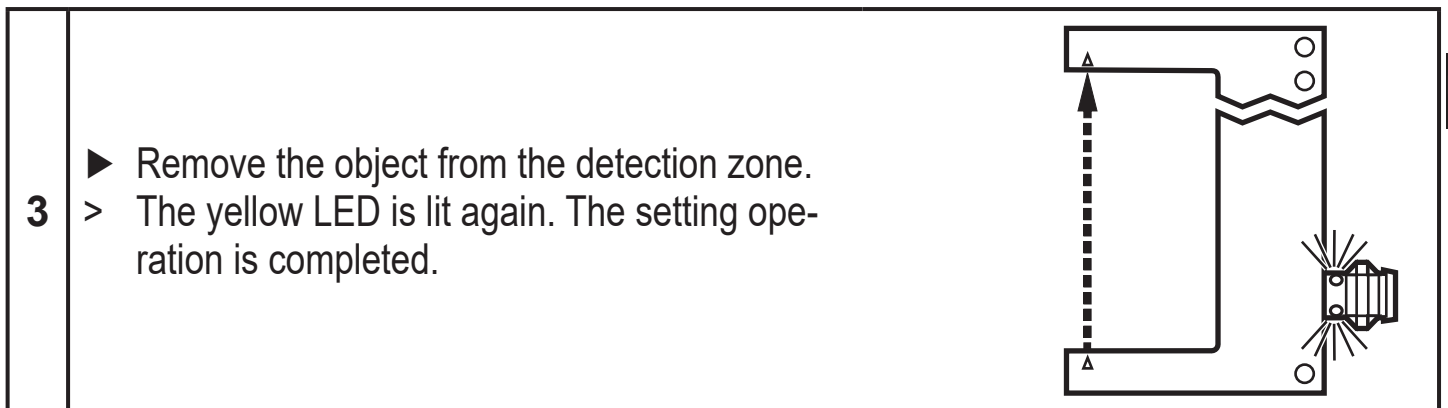 3
▶ Remove the object from the detection zone.
> The yellow LED is lit again. The setting ope-
ration is completed.